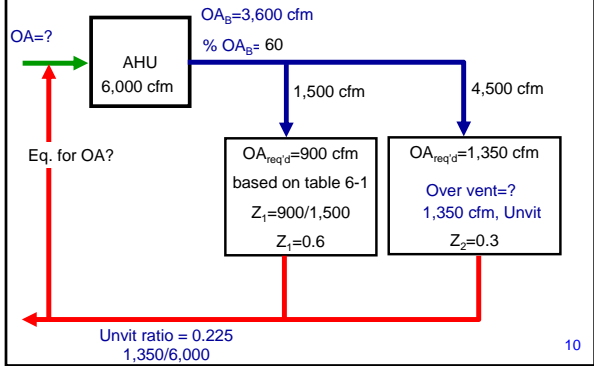 OA_B=3,600 cfm
OA=?
% OA_B= 60
AHU
6,000 cfm
1,500 cfm
4,500 cfm
Eq. for OA?
OA_req'd=900 cfm
based on table 6-1
Z_1=900/1,500
Z_1=0.6
OA_req'd=1,350 cfm
Over vent=?
1,350 cfm, Unvit
Z_2=0.3
Unvit ratio = 0.225
1,350/6,000
10